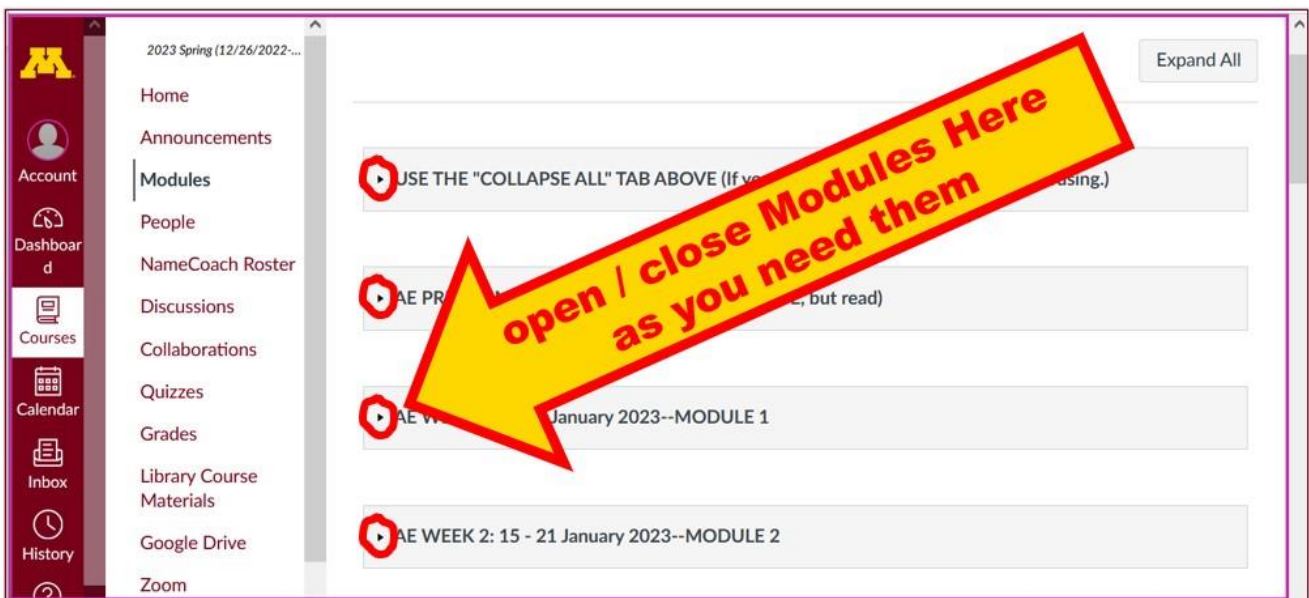 M
2023 Spring (12/26/2022-...
Account
Dashboar
d
Courses
Calendar
Inbox
History
Home
Announcements
Modules
People
NameCoach Roster
Discussions
Collaborations
Quizzes
Grades
Library Course
Materials
Google Drive
Zoom
Expand All
USE THE "COLLAPSE ALL" TAB ABOVE (If using.)
AE but read)
AE January 2023--MODULE 1
AE WEEK 2: 15 - 21 January 2023--MODULE 2
open / close Modules Here
as you need them